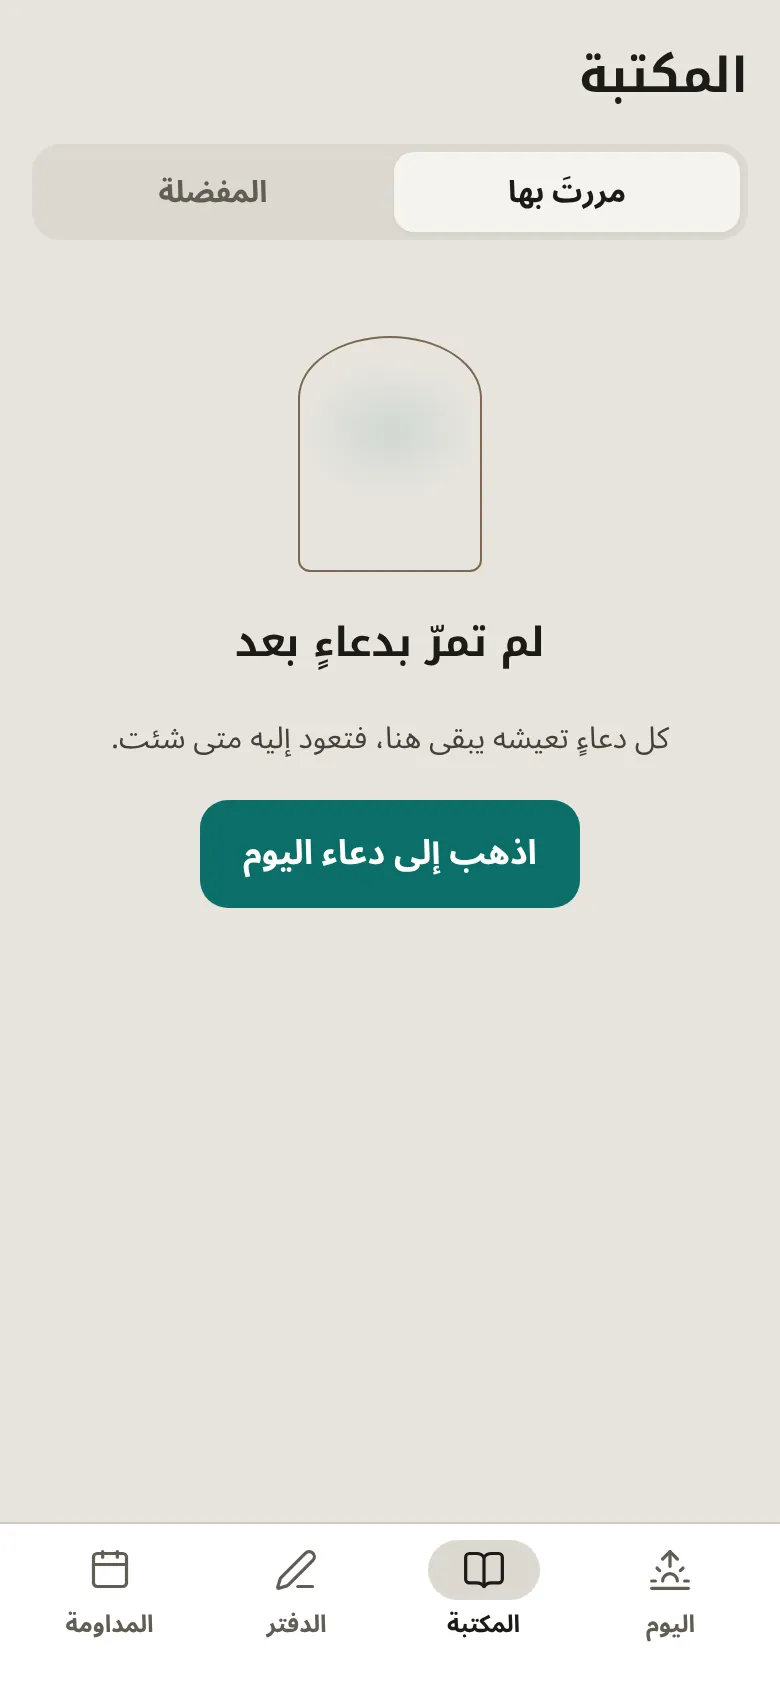 المكتبة
مررتَ بها
المفضلة
لم تمرّ بدعاءٍ بعد
كل دعاءٍ تعيشه يبقى هنا، فتعود إليه متى شئت.
اذهب إلى دعاء اليوم
اليوم
المكتبة
الدفتر
المداومة